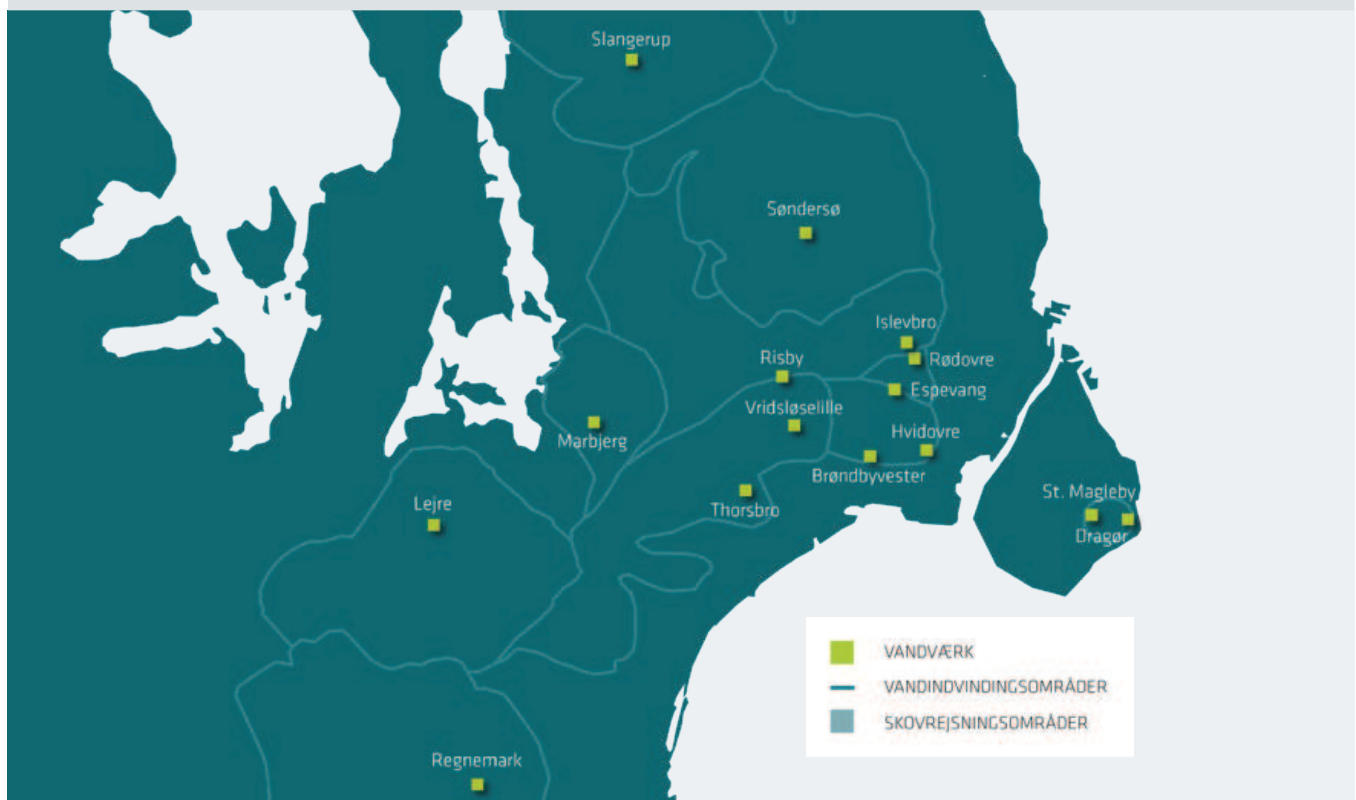 Slangerup
Søndersø
Islevbro
Rødovre
Risby
Espevang
Vridsløselille
Hvidovre
Marbjerg
Brøndbyvester
St. Magleby
Lejre
Thorsbro
Dragør
VANDVÆRK
VANDINDVINDINGSOMRÅDER
SKOVREJSNINGSOMRÅDER
Regnemark